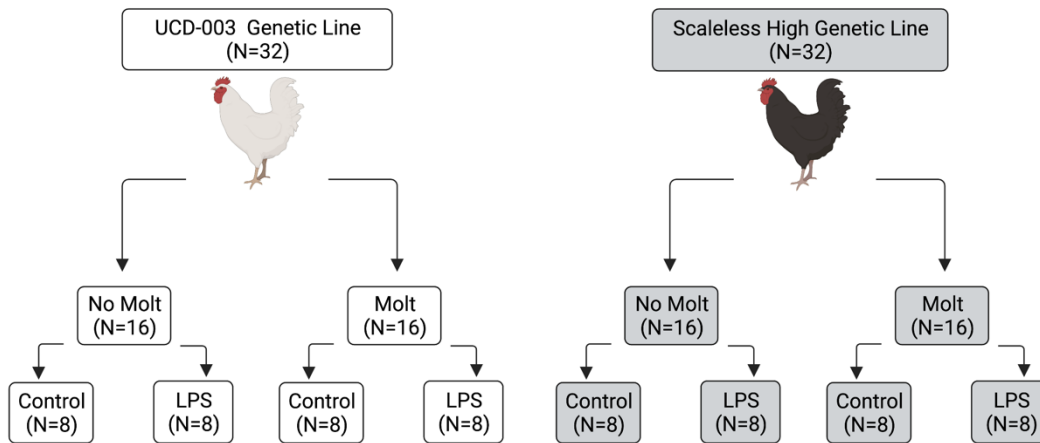 UCD-003 Genetic Line
(N=32)
Scaleless High Genetic Line
(N=32)
No Molt
(N=16)
Molt
(N=16)
No Molt
(N=16)
Molt
(N=16)
Control
(N=8)
LPS
(N=8)
Control
(N=8)
LPS
(N=8)
Control
(N=8)
LPS
(N=8)
Control
(N=8)
LPS
(N=8)